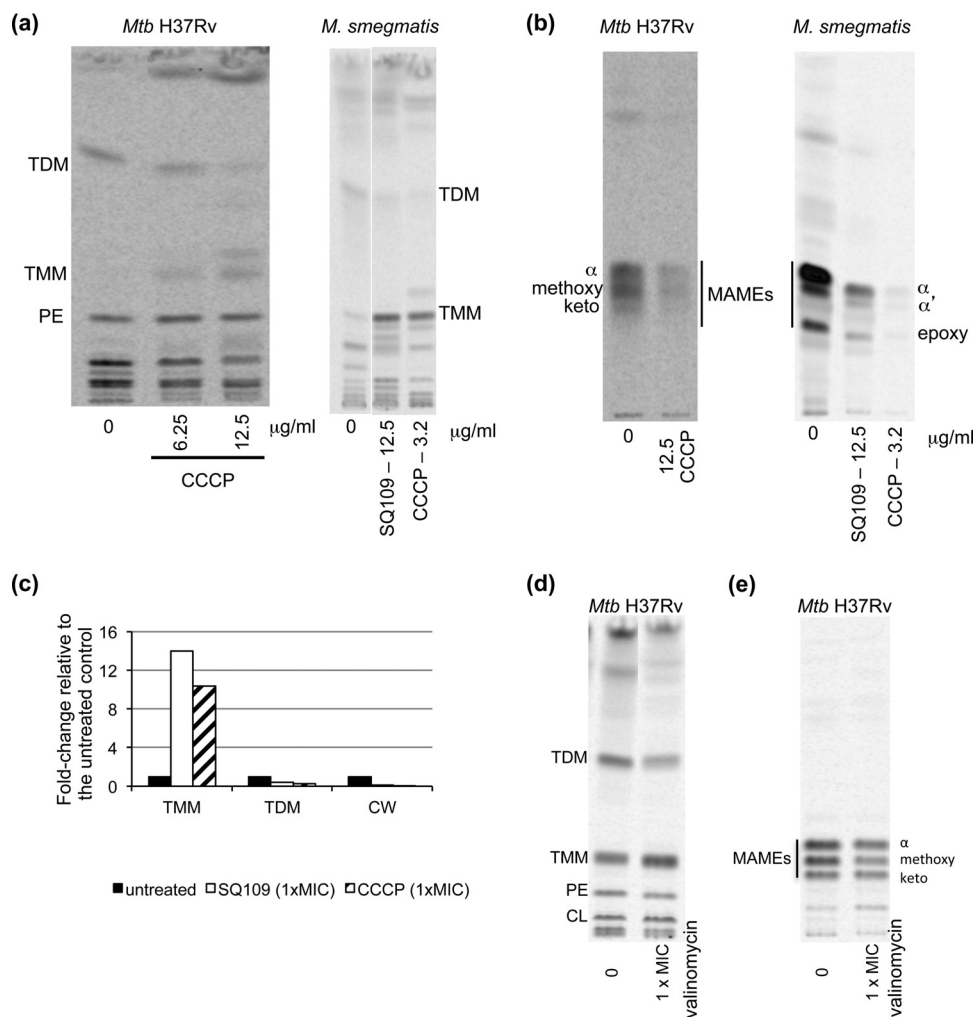 (a)
Mtb H37Rv
M. smegmatis
TDM
TMM
PE
TDM
TMM
0
6.25
12.5
μg/ml
CCCP
0
SQ109 – 12.5
CCCP – 3.2
μg/ml
(b)
Mtb H37Rv
M. smegmatis
α
methoxy
keto
MAMEs
α
α'
epoxy
0
12.5
CCCP
0
SQ109 – 12.5
CCCP – 3.2
μg/ml
(c)
Fold-change relative to
the untreated control
16
12
8
4
0
TMM
TDM
CW
untreated
SQ109 (1xMIC)
CCCP (1xMIC)
(d)
Mtb H37Rv
TDM
TMM
PE
CL
0
1 x MIC
valinomycin
(e)
Mtb H37Rv
MAMEs
α
methoxy
keto
0
1 x MIC
valinomycin